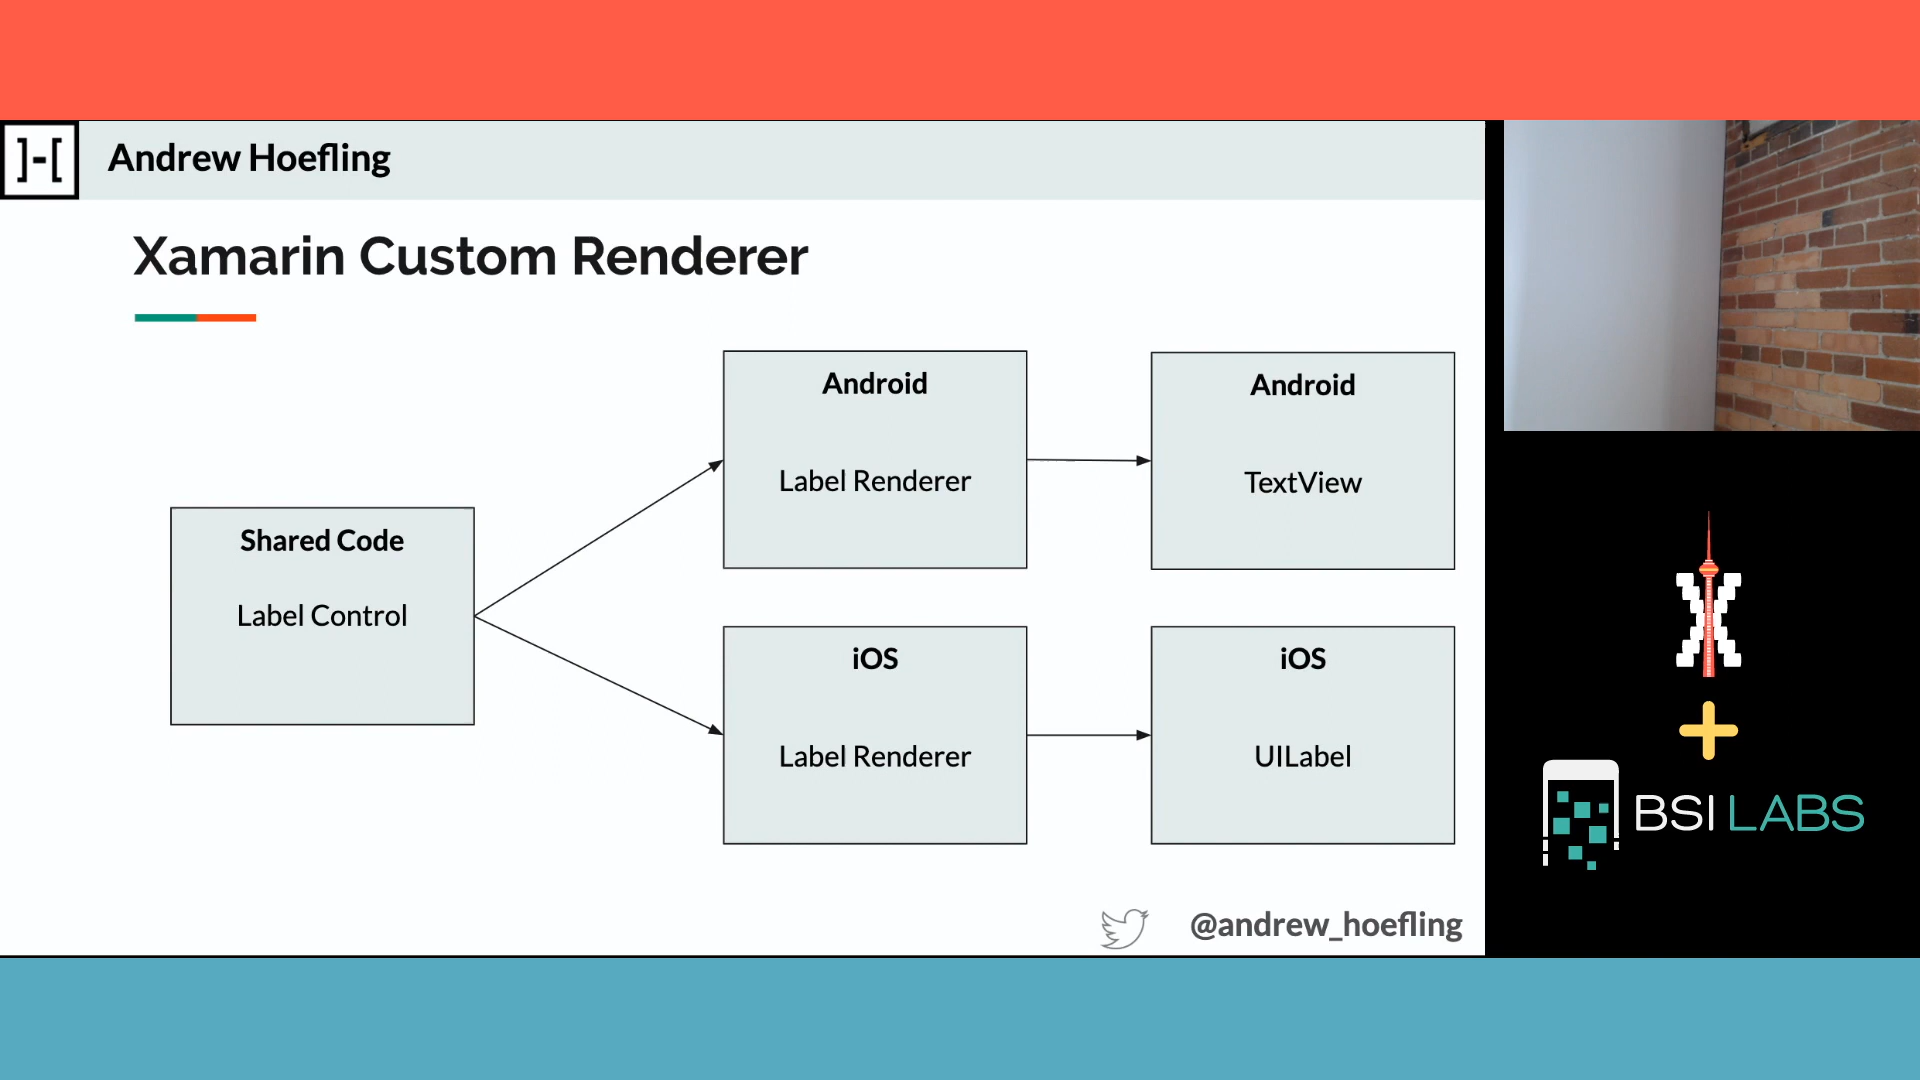 ]-[
Andrew Hoefling
Xamarin Custom Renderer
Android
Label Renderer
Android
TextView
Shared Code
Label Control
iOS
Label Renderer
iOS
UILabel
@andrew_hoefling
X
+
BSI LABS